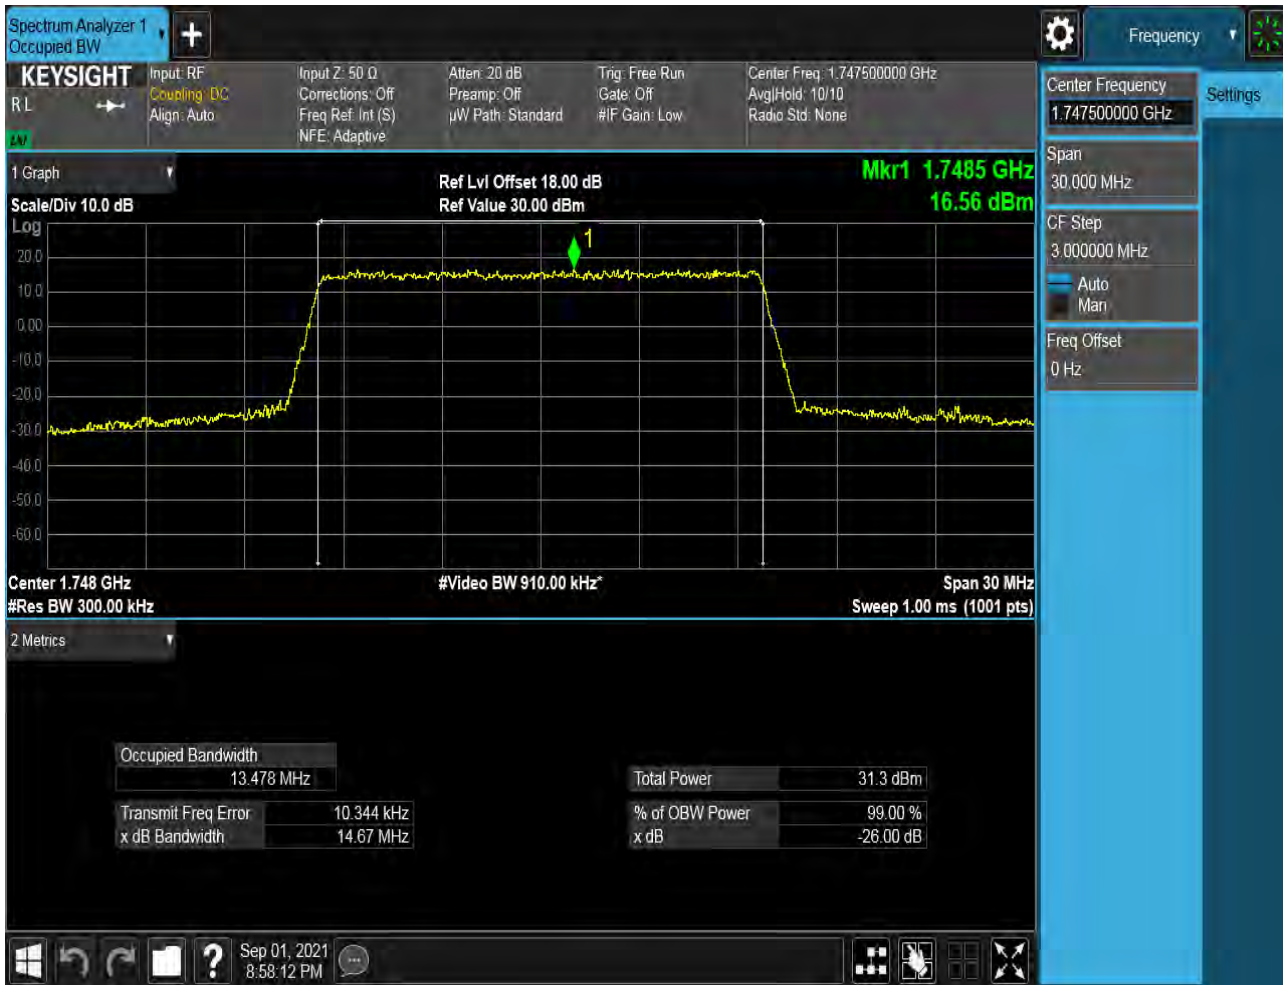 Spectrum Analyzer 1
Occupied BW
Frequency
KEYSIGHT
R L
Input: RF
Coupling: DC
Align: Auto
Input Z: 50 Ω
Corrections: Off
Freq Ref: Int (S)
NFE: Adaptive
Atten: 20 dB
Preamp: Off
µW Path: Standard
Trig: Free Run
Gate: Off
#IF Gain: Low
Center Freq: 1.747500000 GHz
Avg|Hold: 10/10
Radio Std: None
Center Frequency
1.747500000 GHz
Settings
Span
30.000 MHz
CF Step
3.000000 MHz
Auto
Man
Freq Offset
0 Hz
1 Graph
Scale/Div 10.0 dB
Ref Lvl Offset 18.00 dB
Ref Value 30.00 dBm
Mkr1 1.7485 GHz
16.56 dBm
Log
1
20.0
10.0
0.00
-10.0
-20.0
-30.0
-40.0
-50.0
-60.0
Center 1.748 GHz
#Video BW 910.00 kHz*
Span 30 MHz
#Res BW 300.00 kHz
Sweep 1.00 ms (1001 pts)
2 Metrics
Occupied Bandwidth
13.478 MHz
Total Power 31.3 dBm
Transmit Freq Error 10.344 kHz
% of OBW Power 99.00 %
x dB Bandwidth 14.67 MHz
x dB -26.00 dB
?
Sep 01, 2021
8:58:12 PM